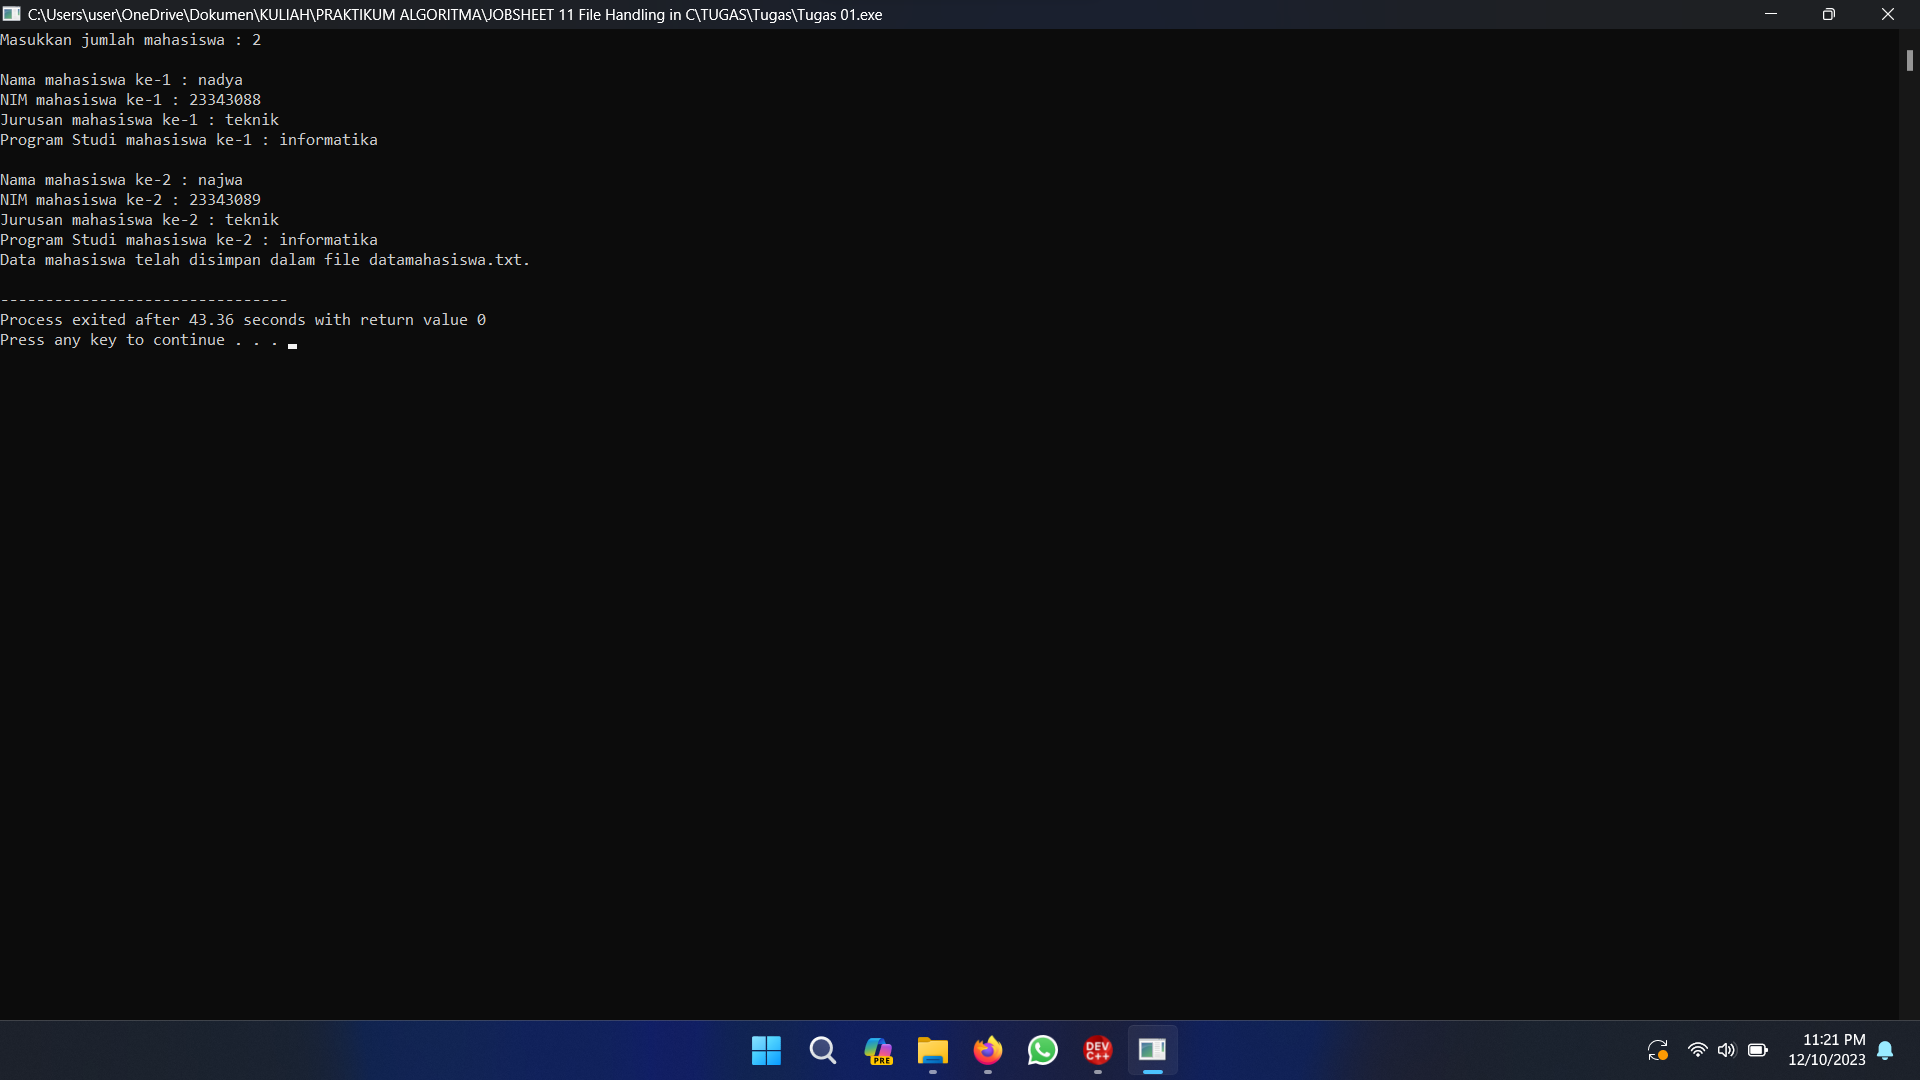 C:\Users\user\OneDrive\Dokumen\KULIAH\PRAKTIKUM ALGORITMA\JOBSHEET 11 File Handling in C\TUGAS\Tugas\Tugas 01.exe
Masukkan jumlah mahasiswa : 2
Nama mahasiswa ke-1 : nadya
NIM mahasiswa ke-1 : 23343088
Jurusan mahasiswa ke-1 : teknik
Program Studi mahasiswa ke-1 : informatika
Nama mahasiswa ke-2 : najwa
NIM mahasiswa ke-2 : 23343089
Jurusan mahasiswa ke-2 : teknik
Program Studi mahasiswa ke-2 : informatika
Data mahasiswa telah disimpan dalam file datamahasiswa.txt.
--------------------------------
Process exited after 43.36 seconds with return value 0
Press any key to continue . . .
PRE
DEV
C++
11:21 PM
12/10/2023